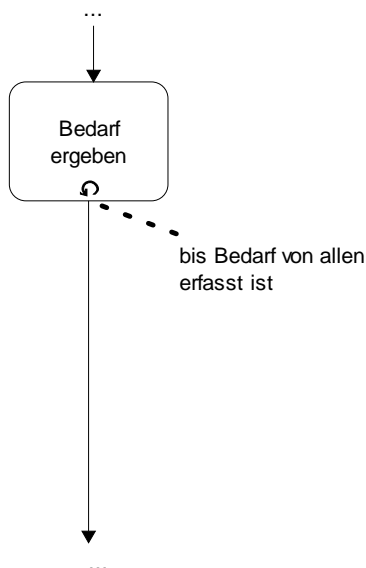 ...
Bedarf
ergeben
bis Bedarf von allen
erfasst ist
...